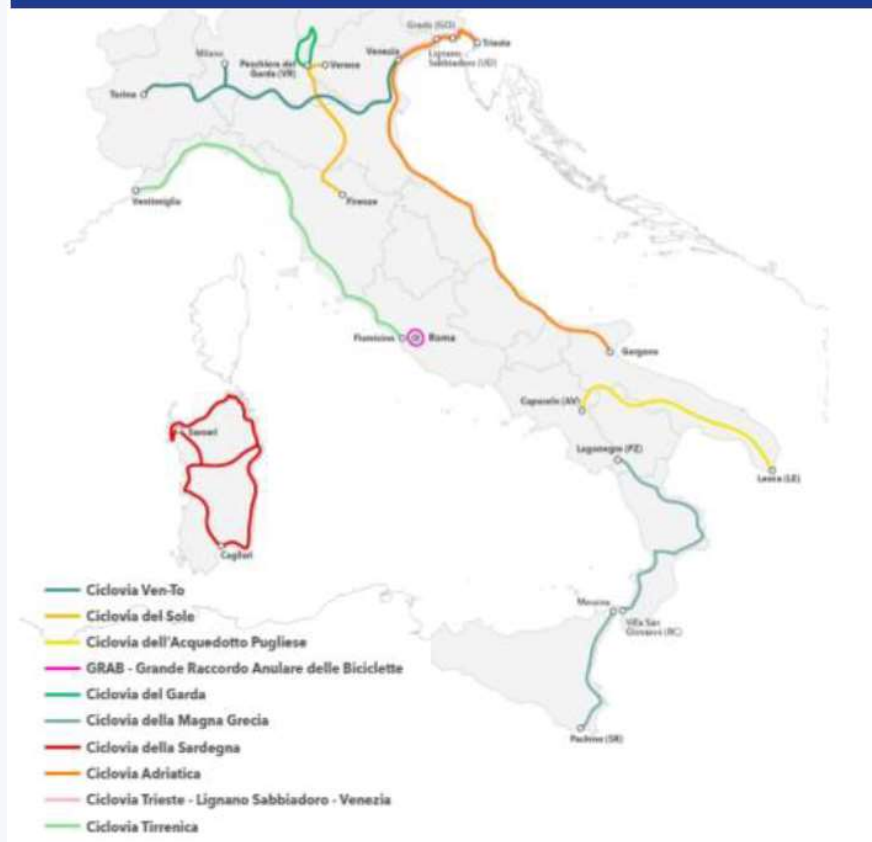 Grado (GO)
Trieste
Milano
Venezia
Lignano
Sabbiadoro (UD)
Peschiera del
Garda (VR)
Verona
Torino
Ventimiglia
Firenze
Fiumicino
Roma
Gargano
Caposele (AV)
Sassari
Lagonegro (PZ)
Leuca (LE)
Cagliari
Messina
Villa San
Giovanni (RC)
Pachino (SR)
Ciclovia Ven-To
Ciclovia del Sole
Ciclovia dell'Acquedotto Pugliese
GRAB - Grande Raccordo Anulare delle Biciclette
Ciclovia del Garda
Ciclovia della Magna Grecia
Ciclovia della Sardegna
Ciclovia Adriatica
Ciclovia Trieste - Lignano Sabbiadoro - Venezia
Ciclovia Tirrenica